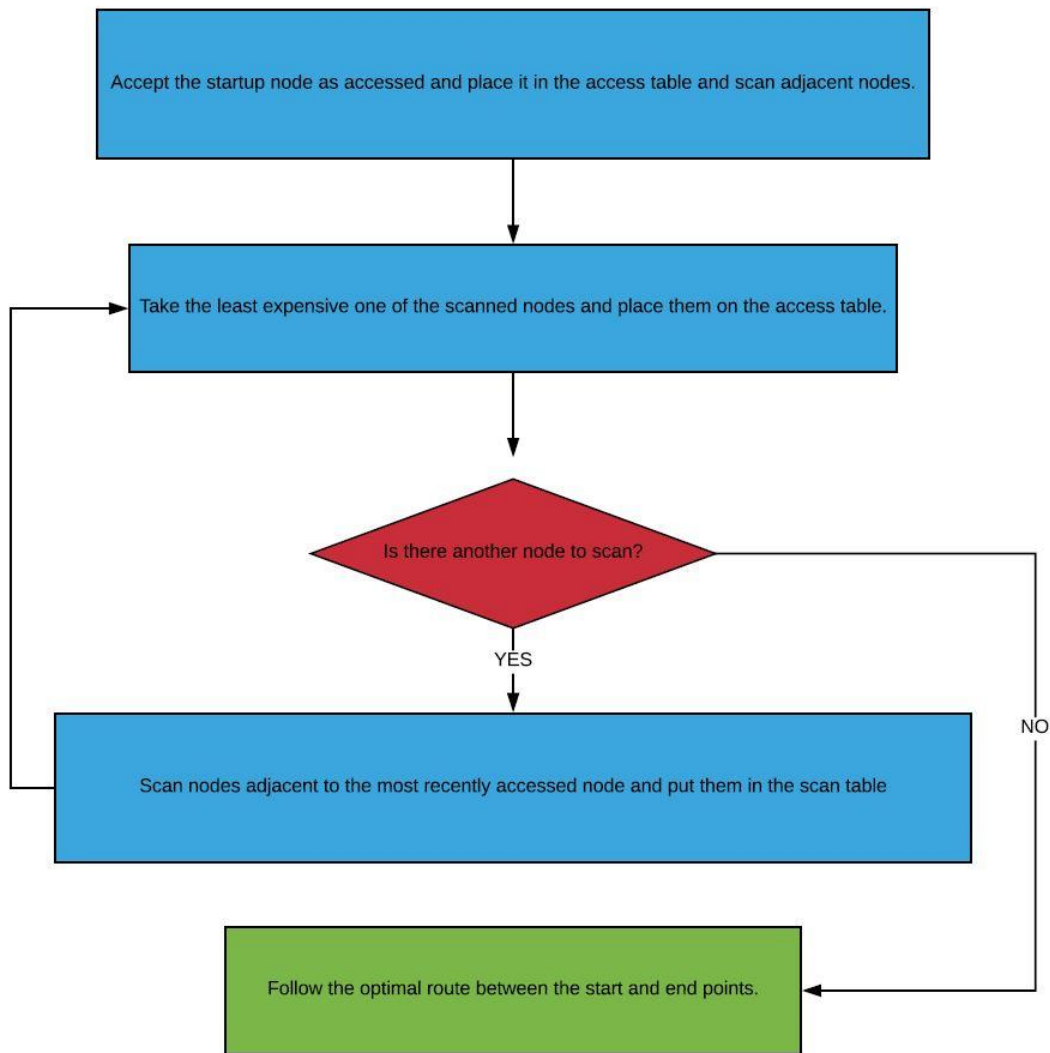 Accept the startup node as accessed and place it in the access table and scan adjacent nodes.
Take the least expensive one of the scanned nodes and place them on the access table.
Is there another node to scan?
YES
NO
Scan nodes adjacent to the most recently accessed node and put them in the scan table
Follow the optimal route between the start and end points.